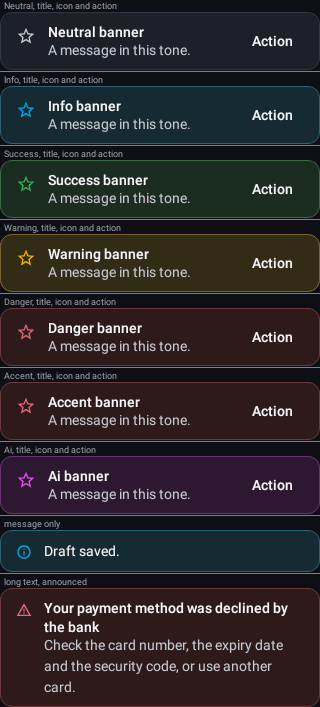 Neutral, title, icon and action
Neutral banner
A message in this tone.
Action
Info, title, icon and action
Info banner
A message in this tone.
Action
Success, title, icon and action
Success banner
A message in this tone.
Action
Warning, title, icon and action
Warning banner
A message in this tone.
Action
Danger, title, icon and action
Danger banner
A message in this tone.
Action
Accent, title, icon and action
Accent banner
A message in this tone.
Action
Ai, title, icon and action
Ai banner
A message in this tone.
Action
message only
Draft saved.
long text, announced
Your payment method was declined by
the bank
Check the card number, the expiry date
and the security code, or use another
card.